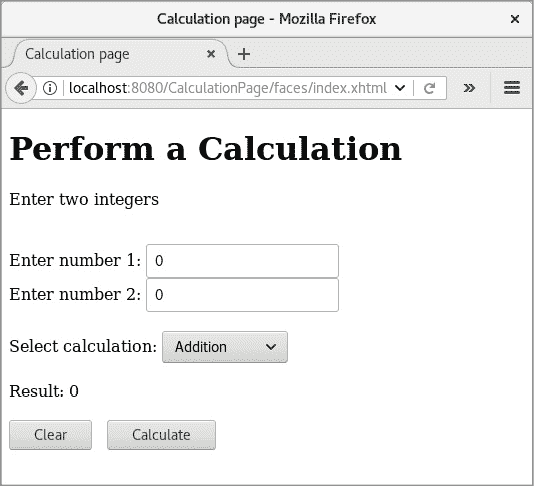 Calculation page - Mozilla Firefox
Calculation page
localhost:8080/CalculationPage/faces/index.xhtml
Perform a Calculation
Enter two integers
Enter number 1: 0
Enter number 2: 0
Select calculation: Addition
Result: 0
Clear Calculate